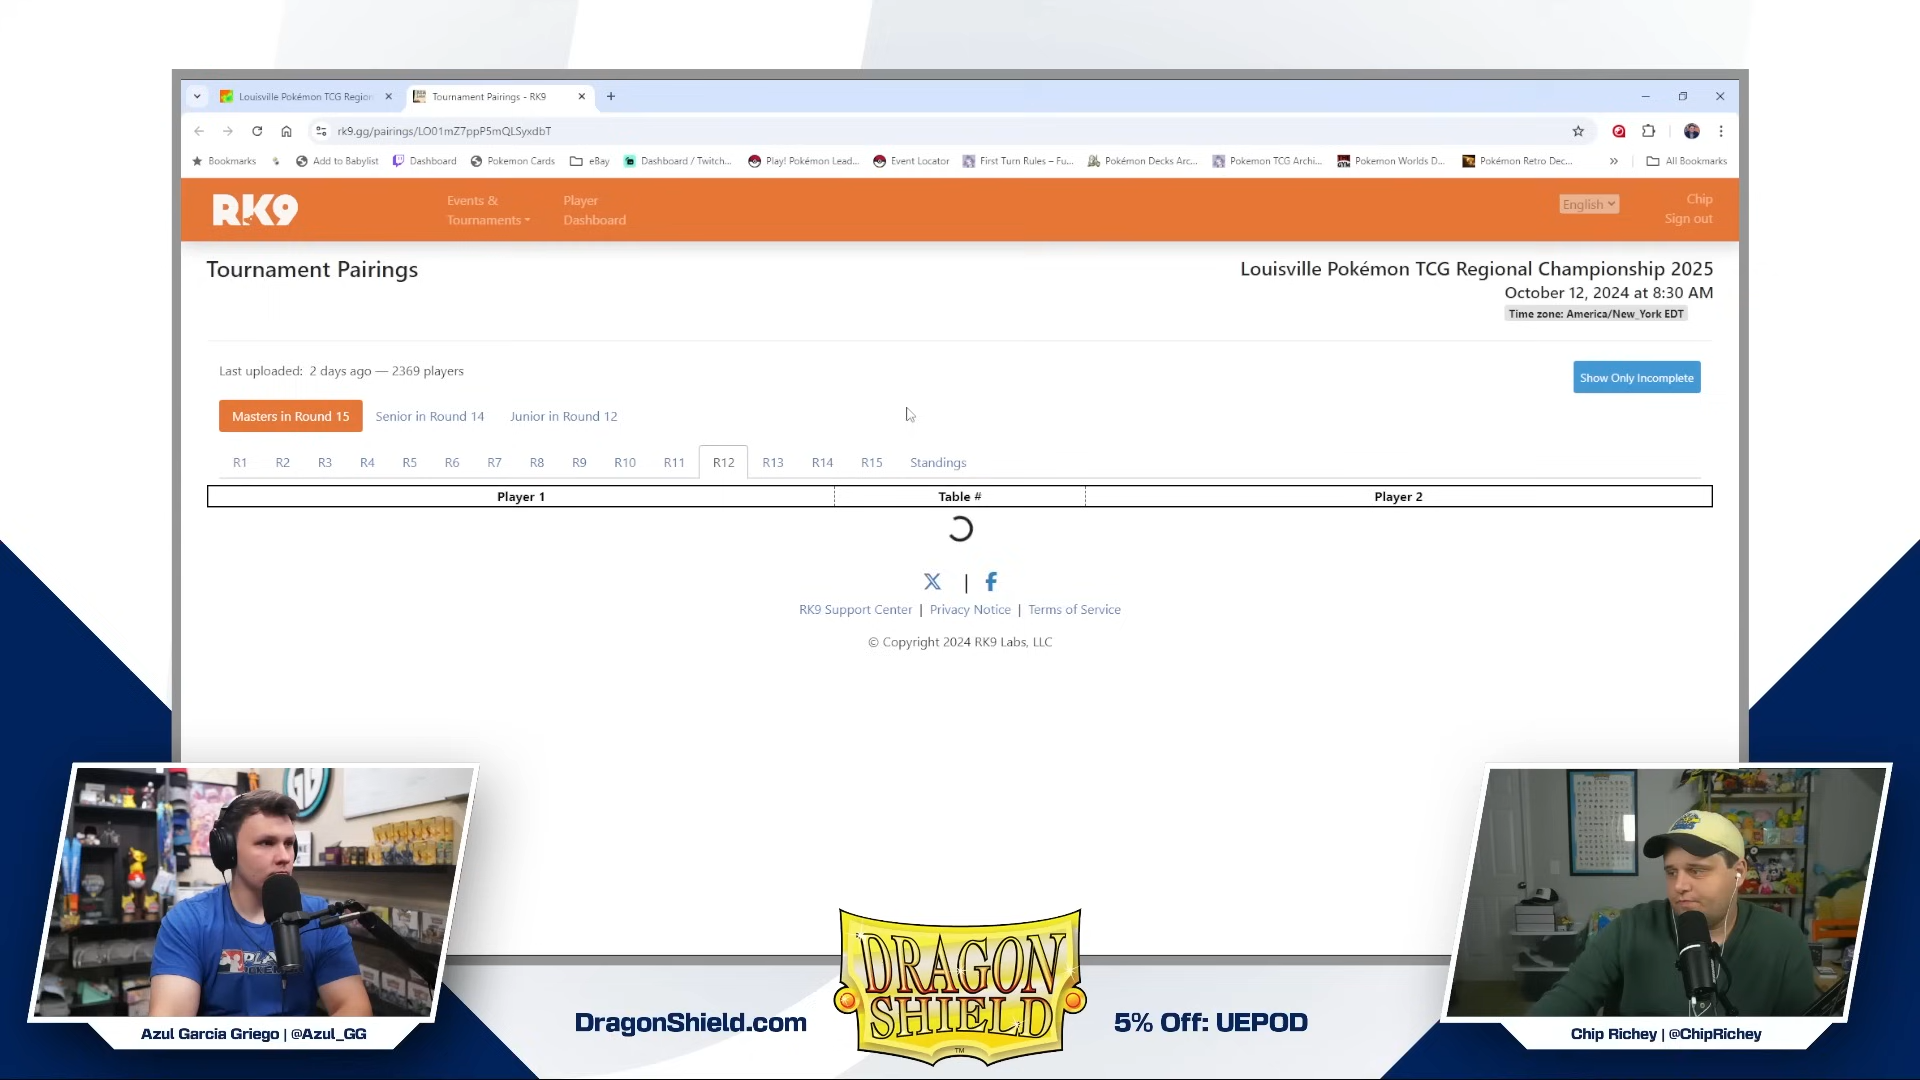 Louisville Pokémon TCG Region
Tournament Pairings - RK9
rk9.gg/pairings/LO01mZ7ppP5mQLSyxdbT
Bookmarks
Add to Babylist
Dashboard
Pokemon Cards
eBay
Dashboard / Twitch...
Play! Pokémon Lead...
Event Locator
First Turn Rules – Fu...
Pokémon Decks Arc...
Pokemon TCG Archi...
Pokemon Worlds D...
Pokémon Retro Dec...
»
All Bookmarks
RK9
Events &
Tournaments
Player
Dashboard
English
Chip
Sign out
Tournament Pairings
Louisville Pokémon TCG Regional Championship 2025
October 12, 2024 at 8:30 AM
Time zone: America/New_York EDT
Last uploaded: 2 days ago — 2369 players
Show Only Incomplete
Masters in Round 15 Senior in Round 14 Junior in Round 12
R1 R2 R3 R4 R5 R6 R7 R8 R9 R10 R11 R12 R13 R14 R15 Standings
Player 1 Table # Player 2
|
RK9 Support Center | Privacy Notice | Terms of Service
© Copyright 2024 RK9 Labs, LLC
DRAGON
SHIELD
TM
DragonShield.com
5% Off: UEPOD
Azul Garcia Griego | @Azul_GG
Chip Richey | @ChipRichey